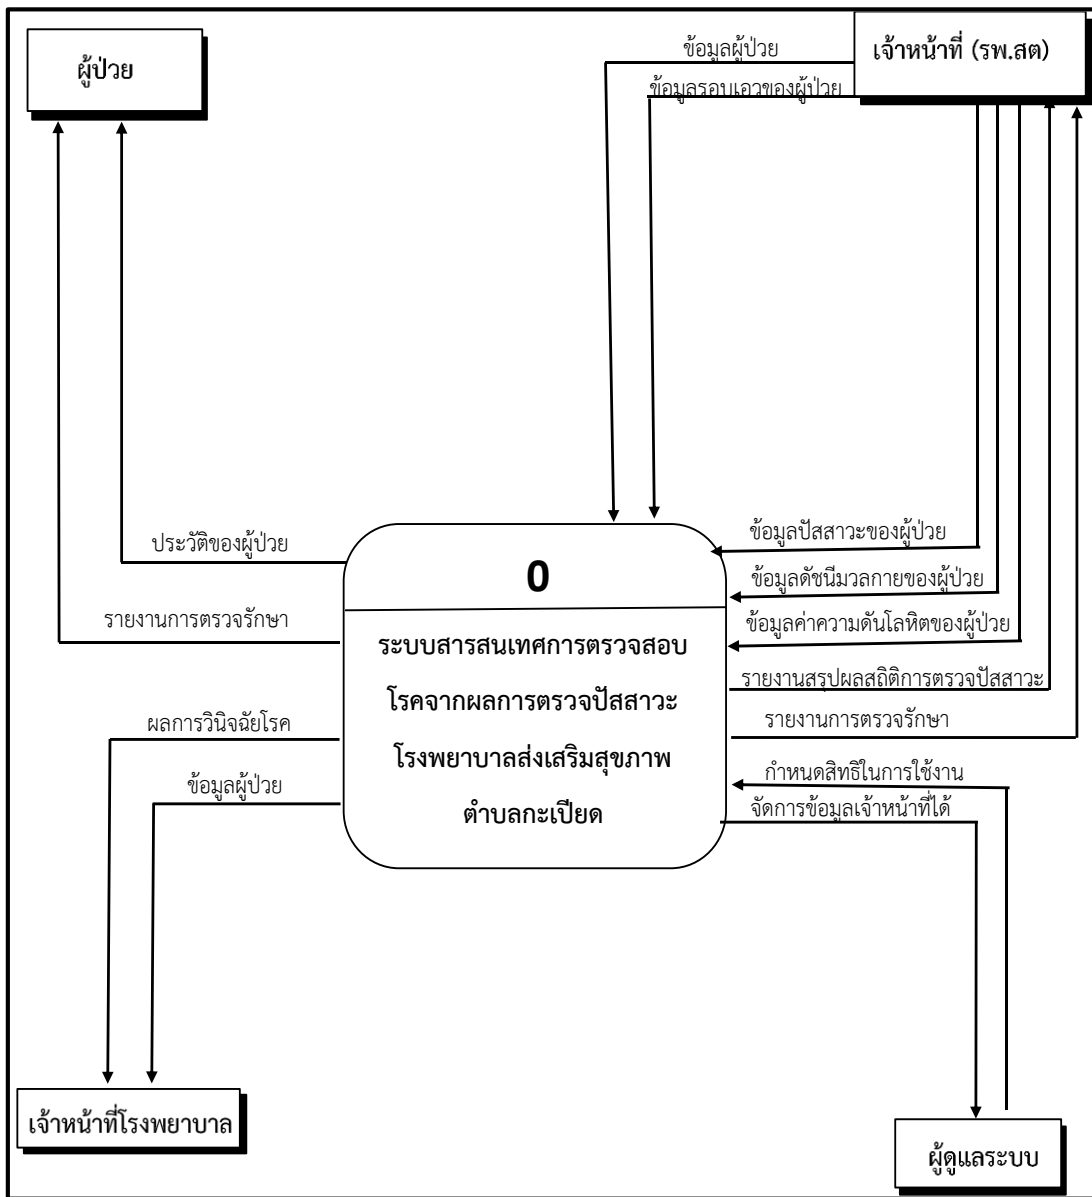 ผู้ป่วย
ข้อมูลผู้ป่วย
เจ้าหน้าที่ (รพ.สต)
ข้อมูลรอบเอวของผู้ป่วย
ประวัติของผู้ป่วย
รายงานการตรวจรักษา
ผลการวินิจฉัยโรค
ข้อมูลผู้ป่วย
0
ระบบสารสนเทศการตรวจสอบ
โรคจากผลการตรวจปัสสาวะ
โรงพยาบาลส่งเสริมสุขภาพ
ตำบลกะเปียด
ข้อมูลปัสสาวะของผู้ป่วย
ข้อมูลดัชนีมวลกายของผู้ป่วย
ข้อมูลค่าความดันโลหิตของผู้ป่วย
รายงานสรุปผลสถิติการตรวจปัสสาวะ
รายงานการตรวจรักษา
กำหนดสิทธิในการใช้งาน
จัดการข้อมูลเจ้าหน้าที่ได้
เจ้าหน้าที่โรงพยาบาล
ผู้ดูแลระบบ